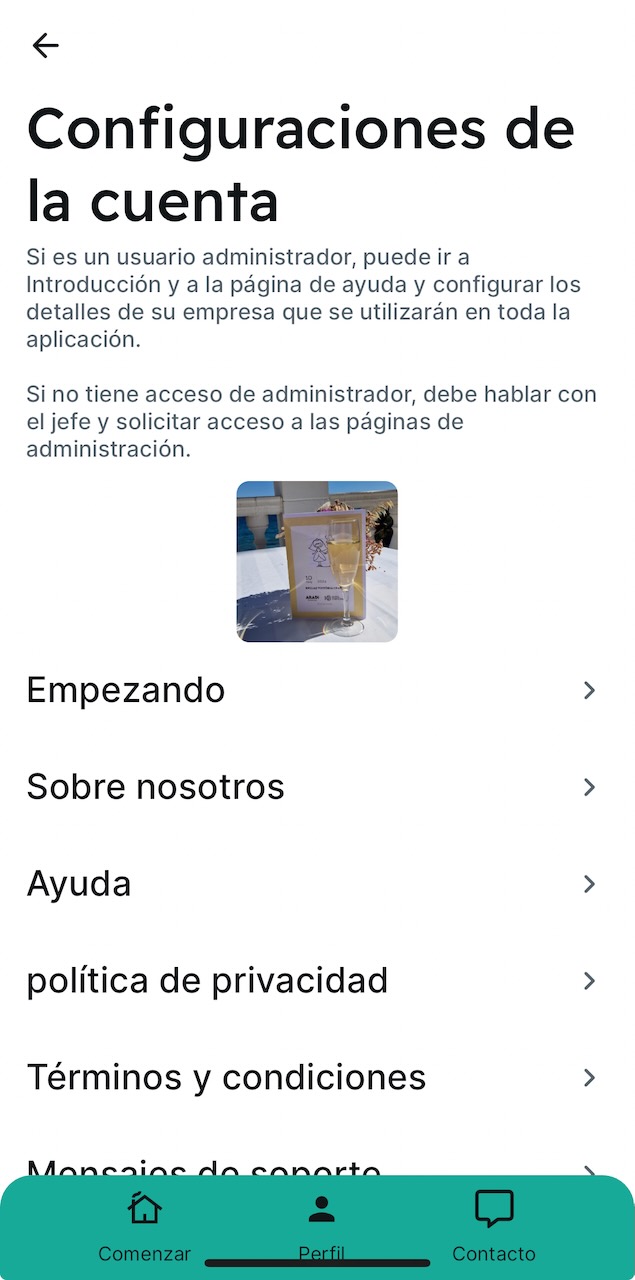 Configuraciones de
la cuenta
Si es un usuario administrador, puede ir a
Introducción y a la página de ayuda y configurar los
detalles de su empresa que se utilizarán en toda la
aplicación.
Si no tiene acceso de administrador, debe hablar con
el jefe y solicitar acceso a las páginas de
administración.
10
Empezando
Sobre nosotros
Ayuda
política de privacidad
Términos y condiciones
Mensajes de soporte
Comenzar
Perfil
Contacto